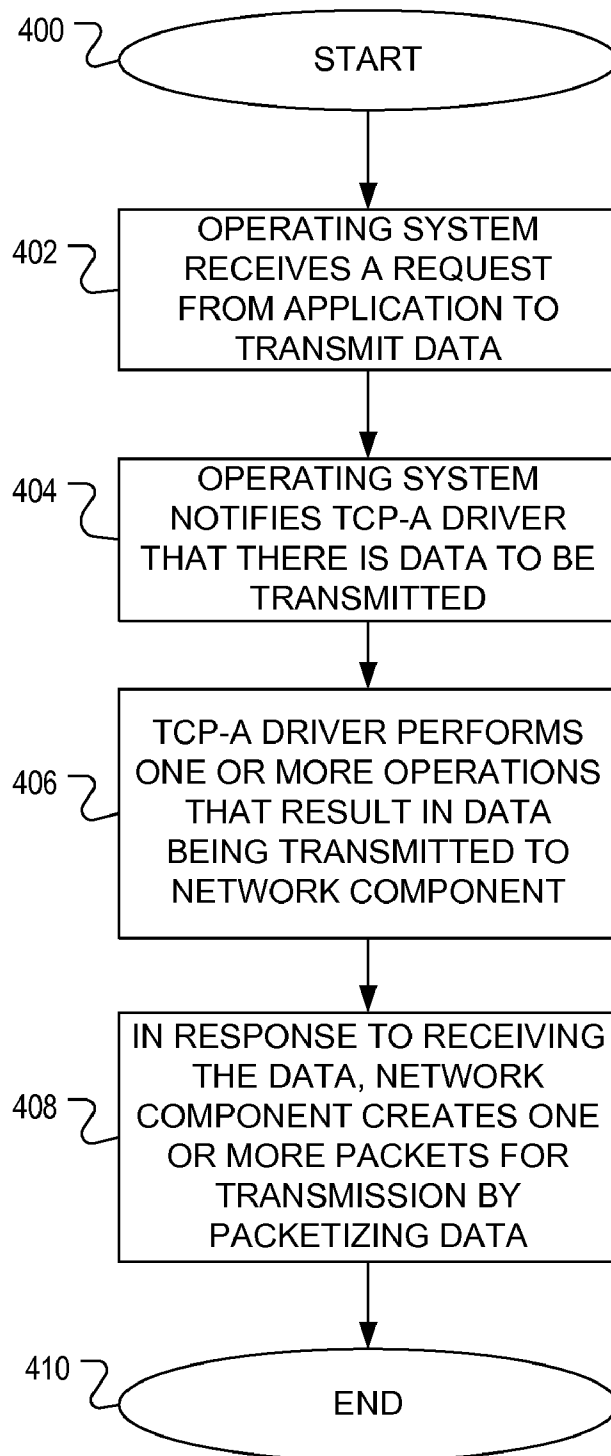 400
START
402
OPERATING SYSTEM
RECEIVES A REQUEST
FROM APPLICATION TO
TRANSMIT DATA
404
OPERATING SYSTEM
NOTIFIES TCP-A DRIVER
THAT THERE IS DATA TO BE
TRANSMITTED
406
TCP-A DRIVER PERFORMS
ONE OR MORE OPERATIONS
THAT RESULT IN DATA
BEING TRANSMITTED TO
NETWORK COMPONENT
408
IN RESPONSE TO RECEIVING
THE DATA, NETWORK
COMPONENT CREATES ONE
OR MORE PACKETS FOR
TRANSMISSION BY
PACKETIZING DATA
410
END